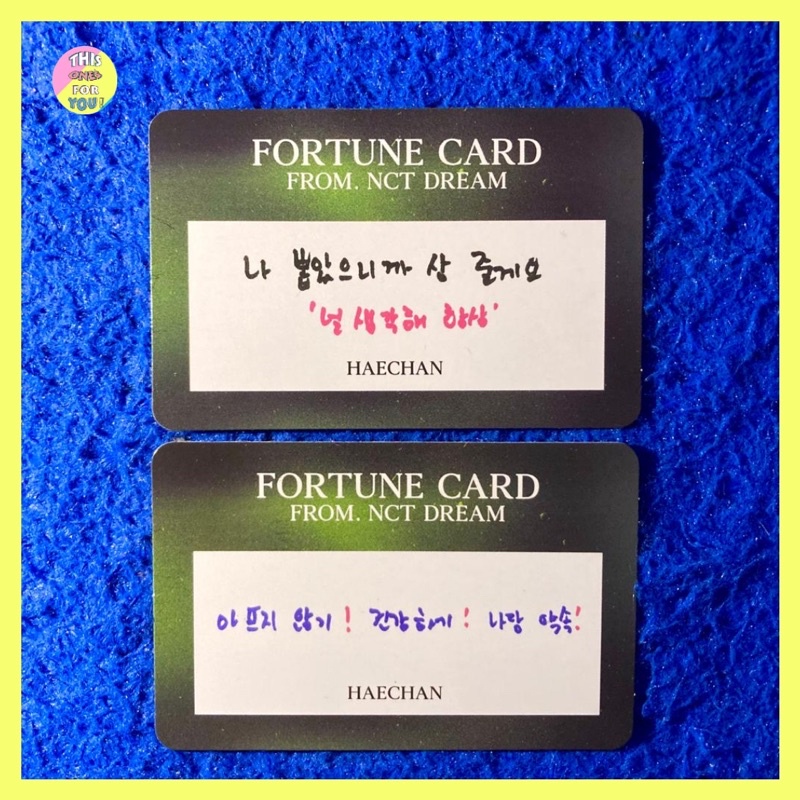 THIS
ONE'S
FOR
YOU!
FORTUNE CARD
FROM. NCT DREAM
나 뽑았으니까 상 줄게요
'널 생각해 항상'
HAECHAN
FORTUNE CARD
FROM. NCT DREAM
아프지 않기! 건강하기! 나랑 약속!
HAECHAN